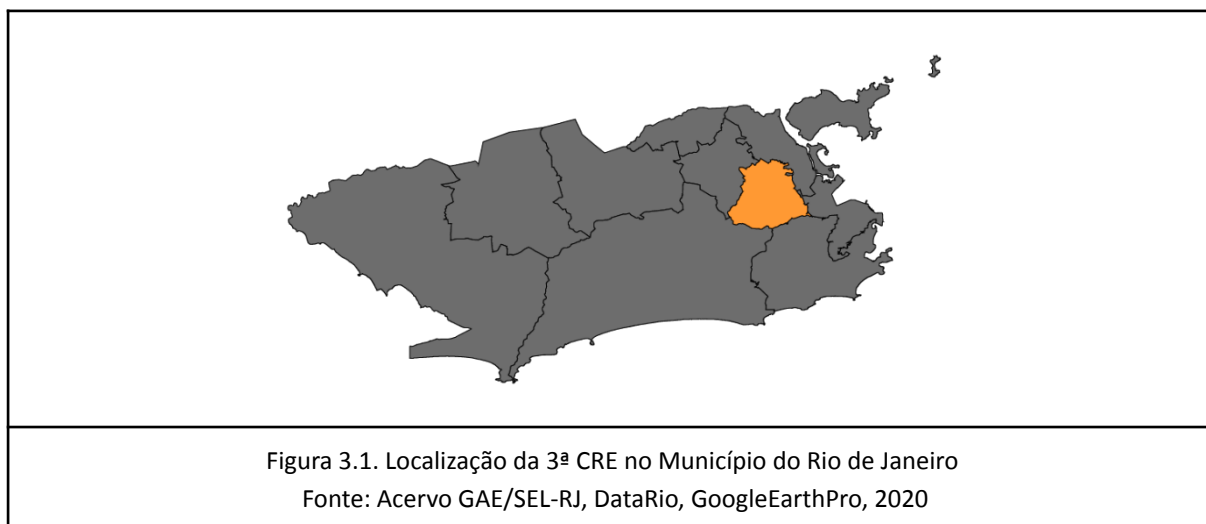 Figura 3.1. Localização da 3ª CRE no Município do Rio de Janeiro
Fonte: Acervo GAE/SEL-RJ, DataRio, GoogleEarthPro, 2020